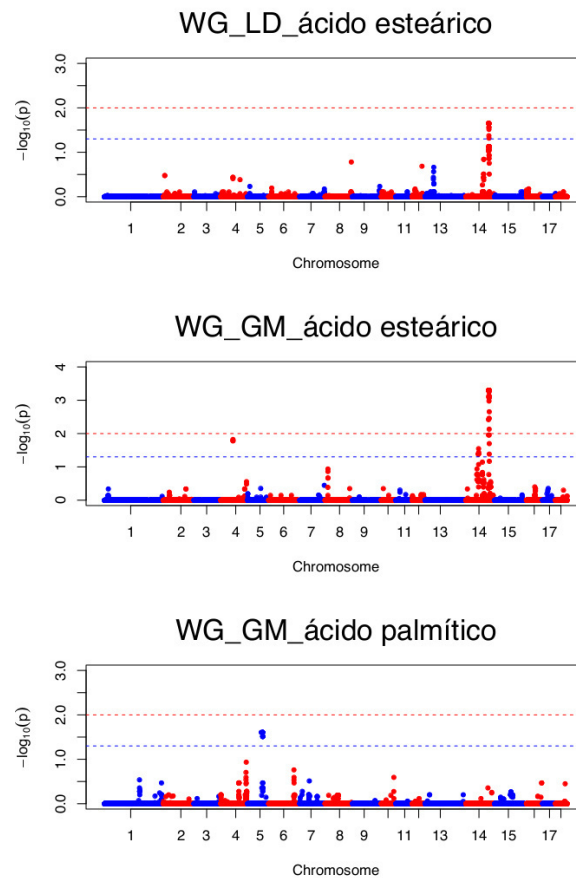 WG_LD_ácido esteárico
3.0
2.0
1.0
0.0
−log₁₀(p)
1 2 3 4 5 6 7 8 9 11 13 14 15 17
Chromosome
WG_GM_ácido esteárico
4
3
2
1
0
−log₁₀(p)
1 2 3 4 5 6 7 8 9 11 13 14 15 17
Chromosome
WG_GM_ácido palmítico
3.0
2.0
1.0
0.0
−log₁₀(p)
1 2 3 4 5 6 7 8 9 11 13 14 15 17
Chromosome